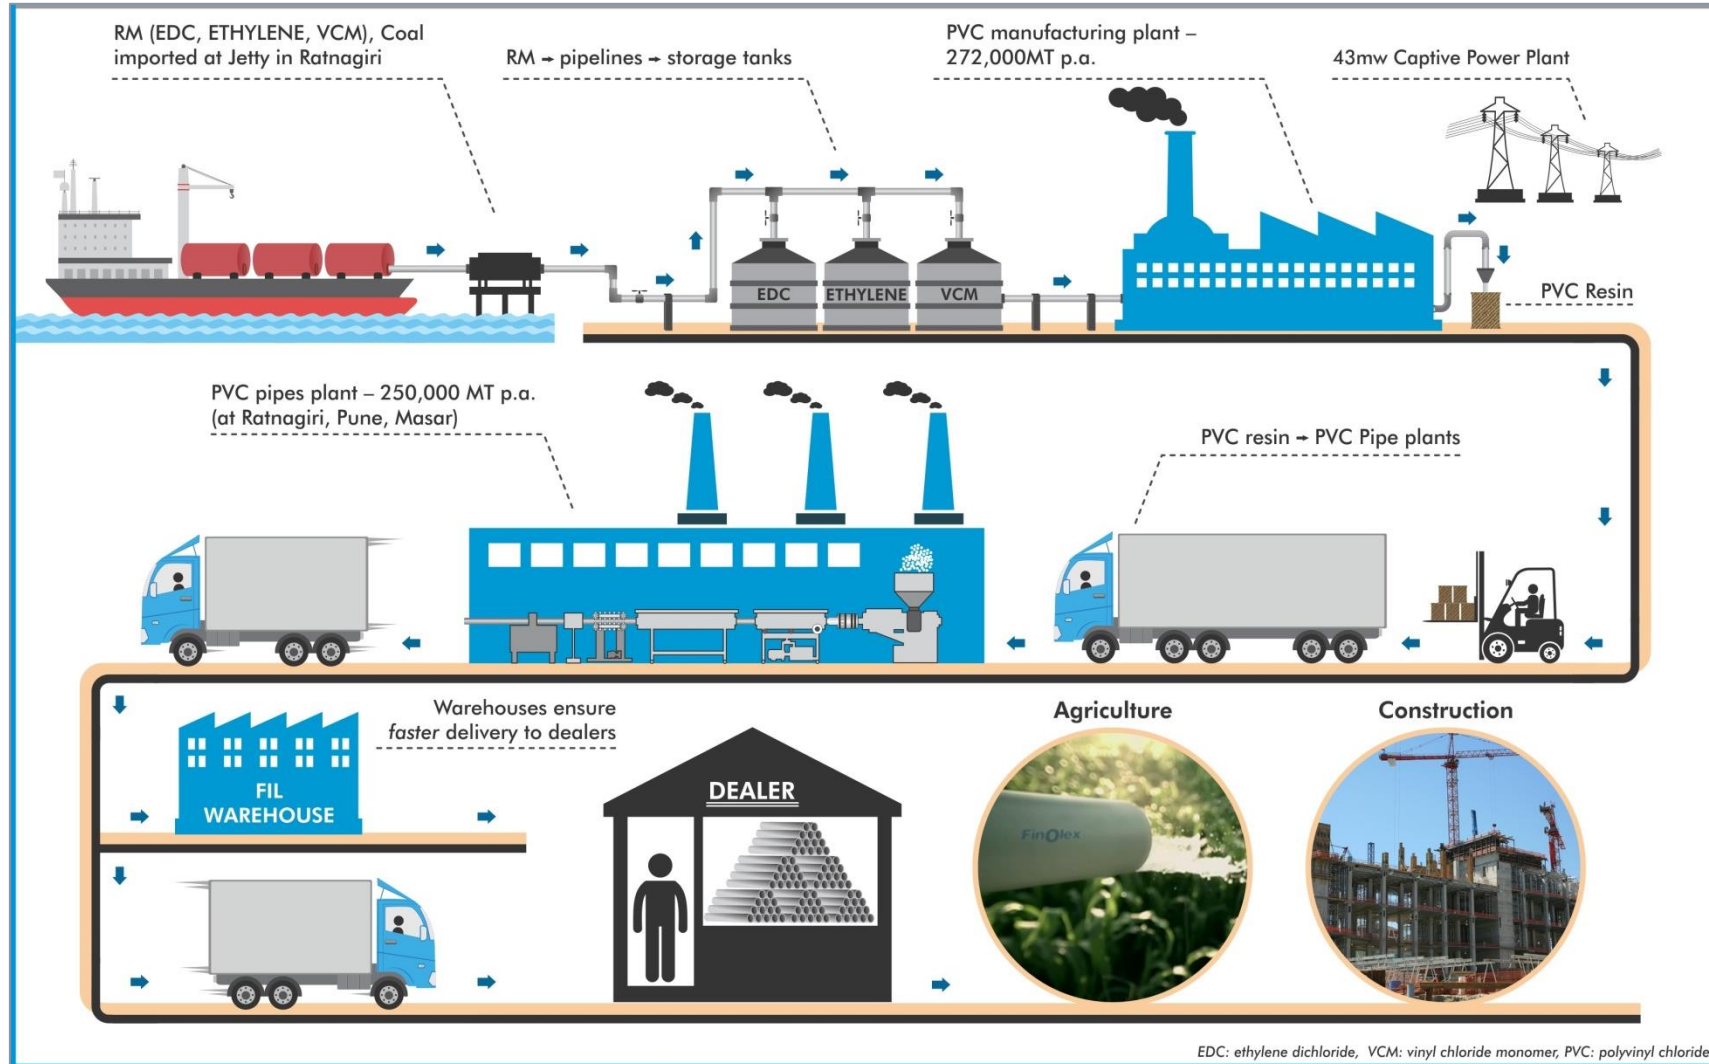 RM (EDC, ETHYLENE, VCM), Coal
imported at Jetty in Ratnagiri
RM → pipelines → storage tanks
PVC manufacturing plant –
272,000MT p.a.
43mw Captive Power Plant
EDC
ETHYLENE
VCM
PVC Resin
PVC pipes plant – 250,000 MT p.a.
(at Ratnagiri, Pune, Masar)
PVC resin → PVC Pipe plants
Warehouses ensure
faster delivery to dealers
FIL
WAREHOUSE
DEALER
Agriculture
Construction
FinOlex
EDC: ethylene dichloride, VCM: vinyl chloride monomer, PVC: polyvinyl chloride